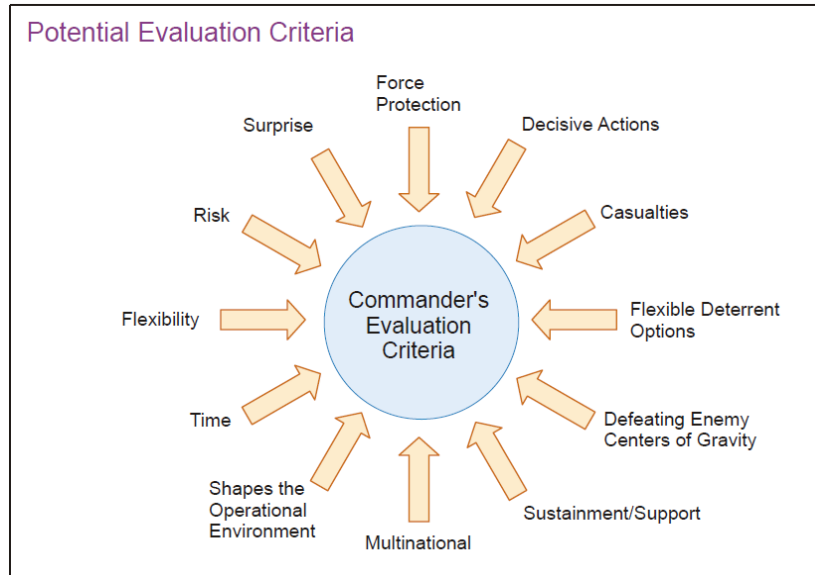 Potential Evaluation Criteria
Force
Protection
Surprise
Decisive Actions
Risk
Casualties
Commander's
Evaluation
Criteria
Flexibility
Flexible Deterrent
Options
Time
Defeating Enemy
Centers of Gravity
Shapes the
Operational
Environment
Sustainment/Support
Multinational